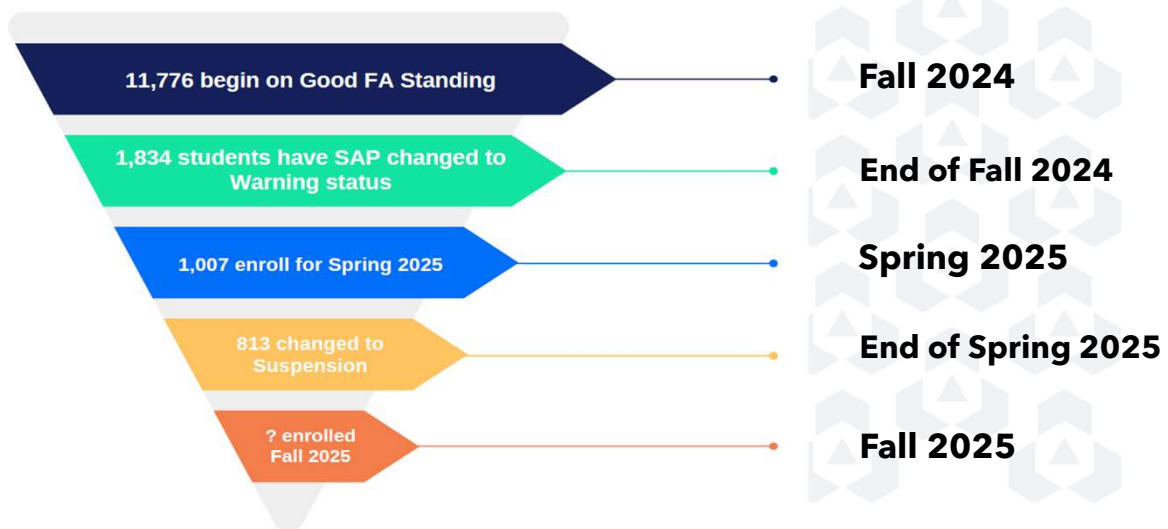 11,776 begin on Good FA Standing
Fall 2024
1,834 students have SAP changed to
Warning status
End of Fall 2024
1,007 enroll for Spring 2025
Spring 2025
813 changed to
Suspension
End of Spring 2025
? enrolled
Fall 2025
Fall 2025